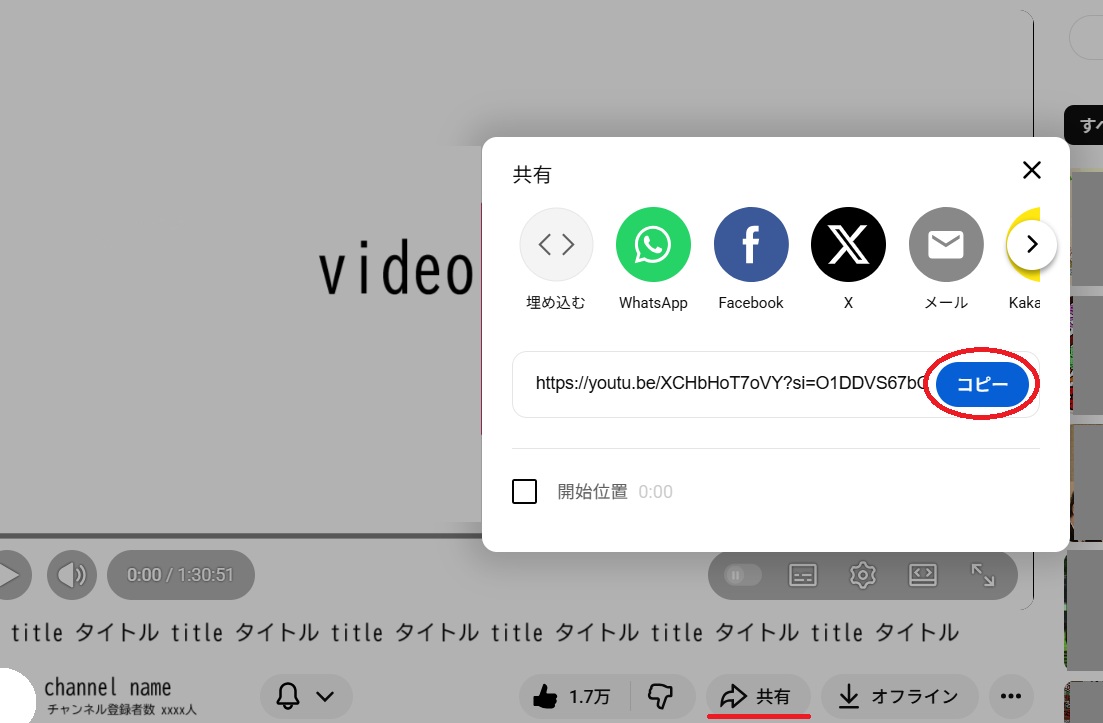 すべ
共有
video
埋め込む
WhatsApp
Facebook
X
メール
Kaka
https://youtu.be/XCHbHoT7oVY?si=O1DDVS67bC
コピー
開始位置 0:00
0:00 / 1:30:51
title タイトル title タイトル title タイトル title タイトル title タイトル title タイトル
channel name
チャンネル登録者数 xxxx人
1.7万
共有
オフライン